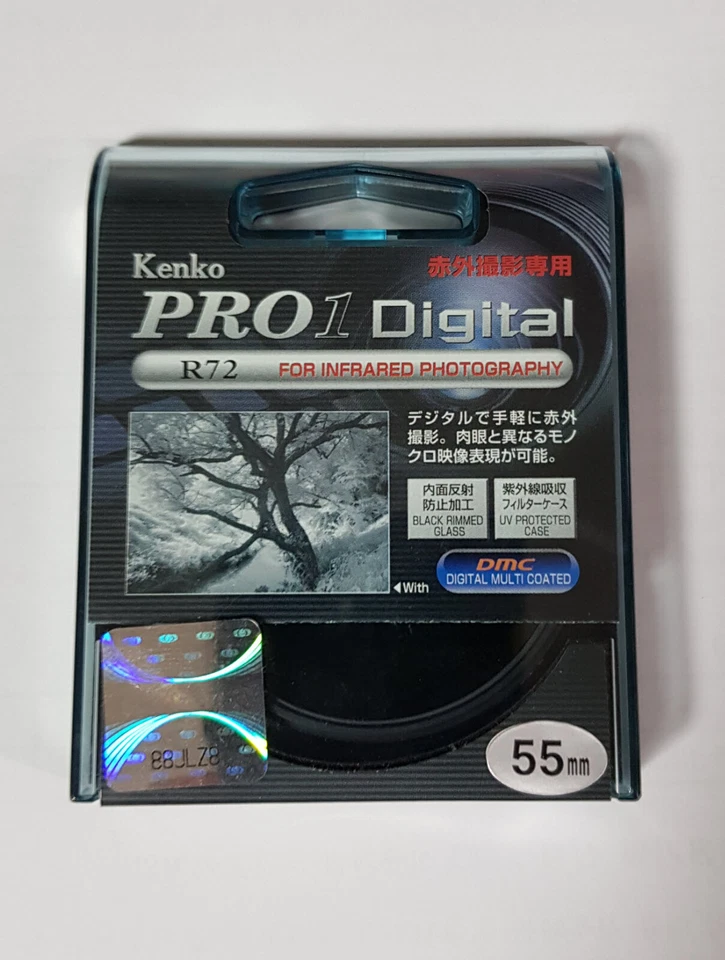 Kenko
赤外撮影専用
PRO1 Digital
R72 FOR INFRARED PHOTOGRAPHY
デジタルで手軽に赤外
撮影。肉眼と異なるモノ
クロ映像表現が可能。
内面反射
防止加工
BLACK RIMMED
GLASS
紫外線吸収
フィルターケース
UV PROTECTED
CASE
DMC
DIGITAL MULTI COATED
◀With
55mm